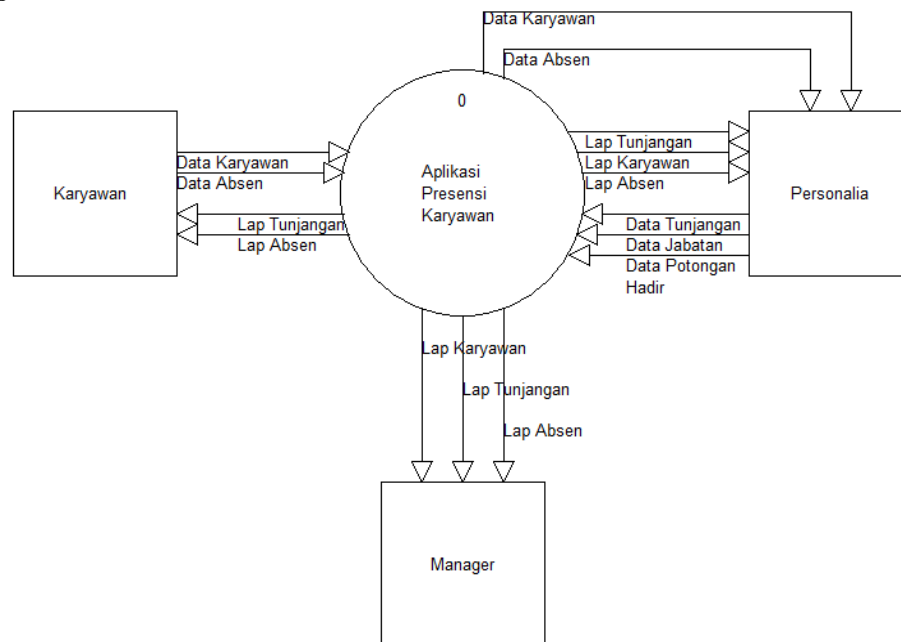 Data Karyawan
Data Absen
0
Aplikasi
Presensi
Karyawan
Karyawan
Data Karyawan
Data Absen
Lap Tunjangan
Lap Absen
Lap Tunjangan
Lap Karyawan
Lap Absen
Data Tunjangan
Data Jabatan
Data Potongan
Hadir
Personalia
Lap Karyawan
Lap Tunjangan
Lap Absen
Manager